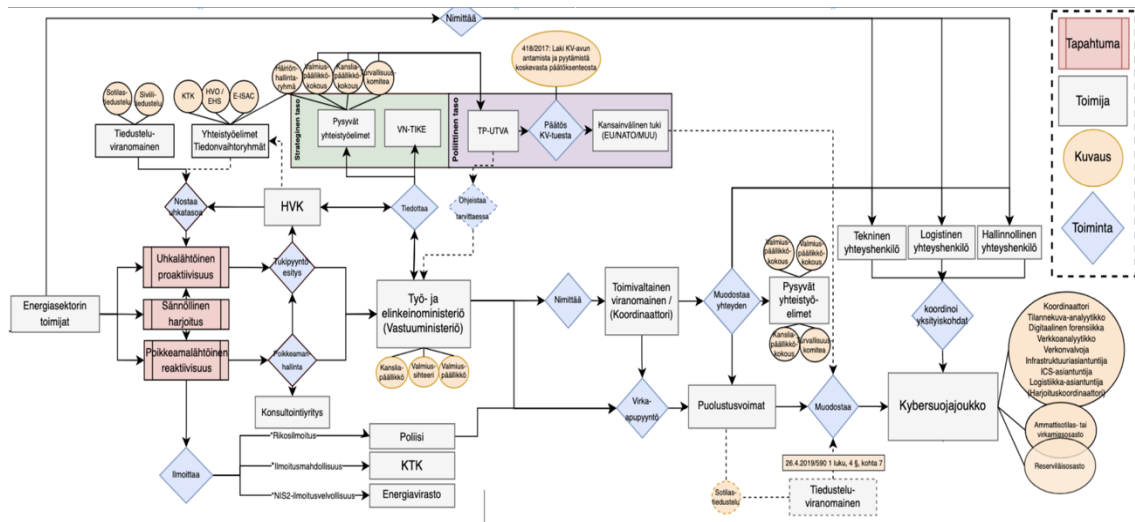 Nimittää
Tapahtuma
Toimija
Kuvaus
Toiminta
418/2017: Laki KV-avun
antamista ja pyytämistä
koskevasta päätöksenteosta
Sotilas-
tiedustelu
Siviili-
tiedustelu
KTK
HVO /
EHS
E-ISAC
Häiriön-
hallinta-
ryhmä
Valmius-
päällikkö-
kokous
Kanslia-
päällikkö-
kokous
Turvallisuus-
komitea
Tiedustelu-
viranomainen
Yhteistyöelimet
Tiedonvaihtoryhmät
Strateginen taso
Pysyvät
yhteistyöelimet
VN-TIKE
Poliittinen taso
TP-UTVA
Päätös
KV-tuesta
Kansainvälinen tuki
(EU/NATO/MUU)
Nostaa
uhkatasoa
HVK
Tiedottaa
Ohjeistaa
tarvittaessa
Tekninen
yhteyshenkilö
Logistinen
yhteyshenkilö
Hallinnollinen
yhteyshenkilö
Energiasektorin
toimijat
Uhkalähtöinen
proaktiivisuus
Sännöllinen
harjoitus
Poikkeamalähtöinen
reaktiivisuus
Tukipyyntö
esitys
Poikkeaman
hallinta
Konsultointiyritys
Työ- ja
elinkeinoministeriö
(Vastuuministeriö)
Kanslia-
päällikkö
Valmius-
sihteeri
Valmius-
päällikkö
Nimittää
Toimivaltainen
viranomainen /
(Koordinaattori)
Muodostaa
yhteyden
Valmius-
päällikkö-
kokous
Valmius-
päällikkö-
kokous
Pysyvät
yhteistyö-
elimet
Kanslia-
päällikkö-
kokous
Turvallisuus-
komitea
koordinoi
yksityiskohdat
Koordinaattori
Tilannekuva-analyytikko
Digitaalinen forensiikka
Verkkoanalyytikko
Verkonvalvoja
Infrastruktuuriasiantuntija
ICS-asiantuntija
Logistiikka-asiantuntija
(Harjoituskoordinaattori)
Virka-
apupyyntö
Puolustusvoimat
Muodostaa
Kybersuojajoukko
Ammattisotilas- tai
virkamiesosasto
Reserviläisosasto
Ilmoittaa
*Rikosilmoitus
Poliisi
*Ilmoitusmahdollisuus
KTK
*NIS2-ilmoitusvelvollisuus
Energiavirasto
26.4.2019/590 1 luku, 4 §, kohta 7
Sotilas-
tiedustelu
Tiedustelu-
viranomainen